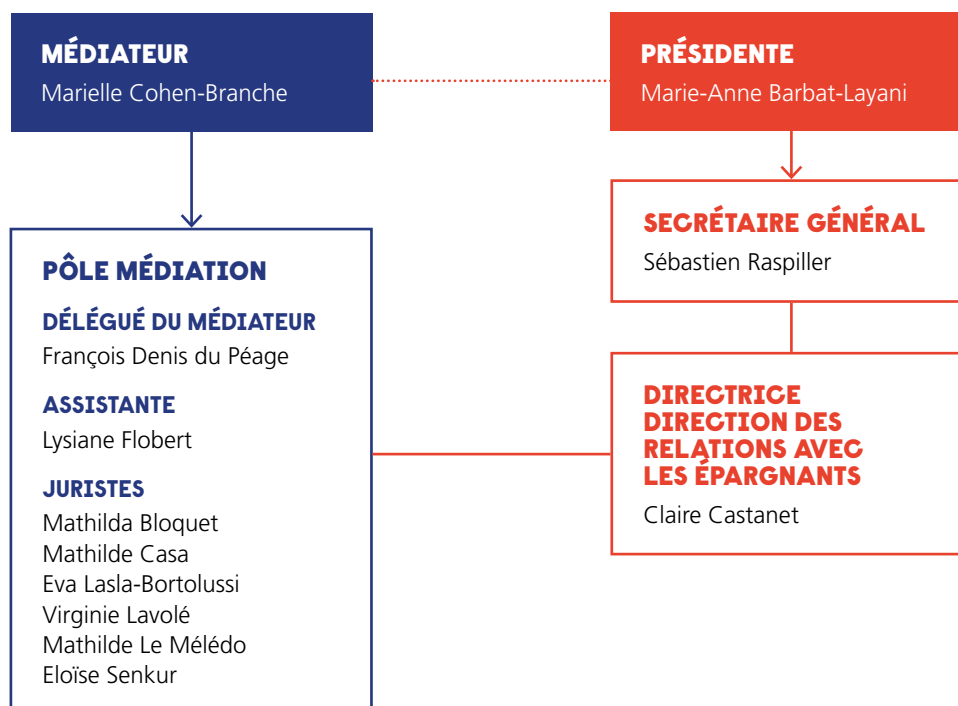 MÉDIATEUR
Marielle Cohen-Branche
PRÉSIDENTE
Marie-Anne Barbat-Layani
SECRÉTAIRE GÉNÉRAL
Sébastien Raspiller
PÔLE MÉDIATION
DÉLÉGUÉ DU MÉDIATEUR
François Denis du Péage
ASSISTANTE
Lysiane Flobert
JURISTES
Mathilda Bloquet
Mathilde Casa
Eva Lasla-Bortolussi
Virginie Lavolé
Mathilde Le Mélédo
Eloïse Senkur
DIRECTRICE
DIRECTION DES
RELATIONS AVEC
LES ÉPARGNANTS
Claire Castanet